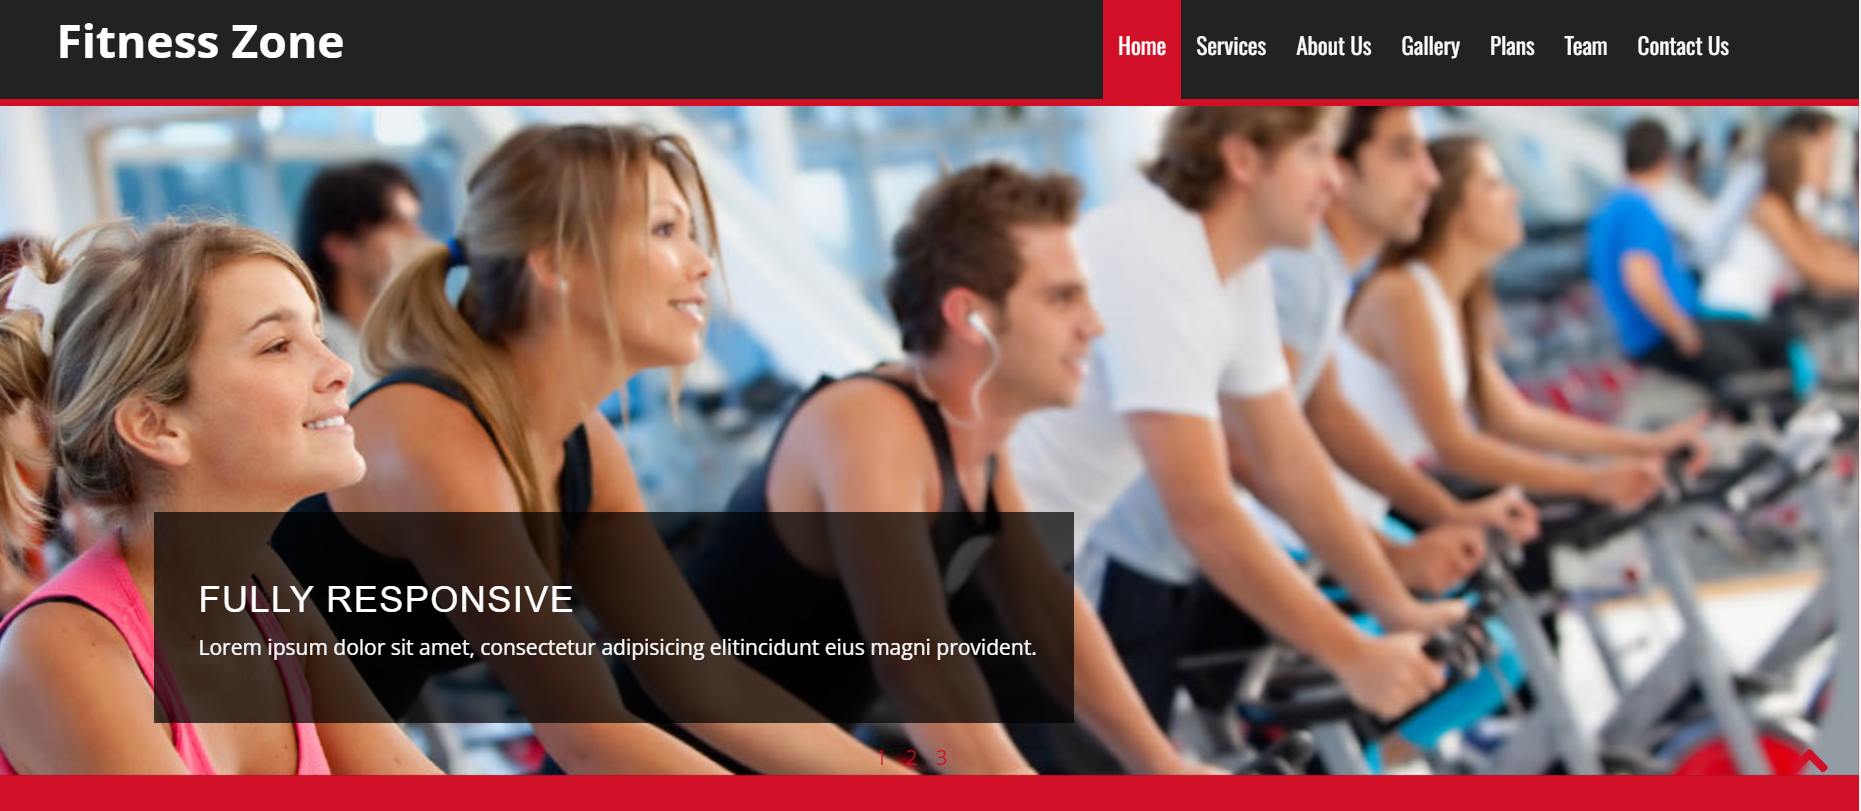 Fitness Zone
Home Services About Us Gallery Plans Team Contact Us
FULLY RESPONSIVE
Lorem ipsum dolor sit amet, consectetur adipisicing elitincidunt eius magni provident.
1 2 3